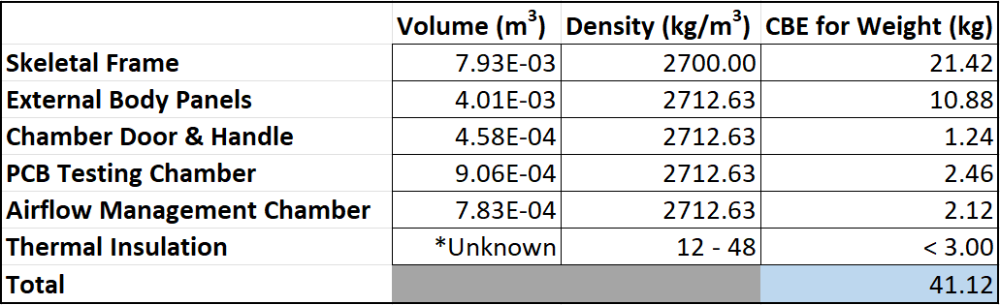 Volume (m³) Density (kg/m³) CBE for Weight (kg)
Skeletal Frame 7.93E-03 2700.00 21.42
External Body Panels 4.01E-03 2712.63 10.88
Chamber Door & Handle 4.58E-04 2712.63 1.24
PCB Testing Chamber 9.06E-04 2712.63 2.46
Airflow Management Chamber 7.83E-04 2712.63 2.12
Thermal Insulation *Unknown 12 - 48 < 3.00
Total 41.12